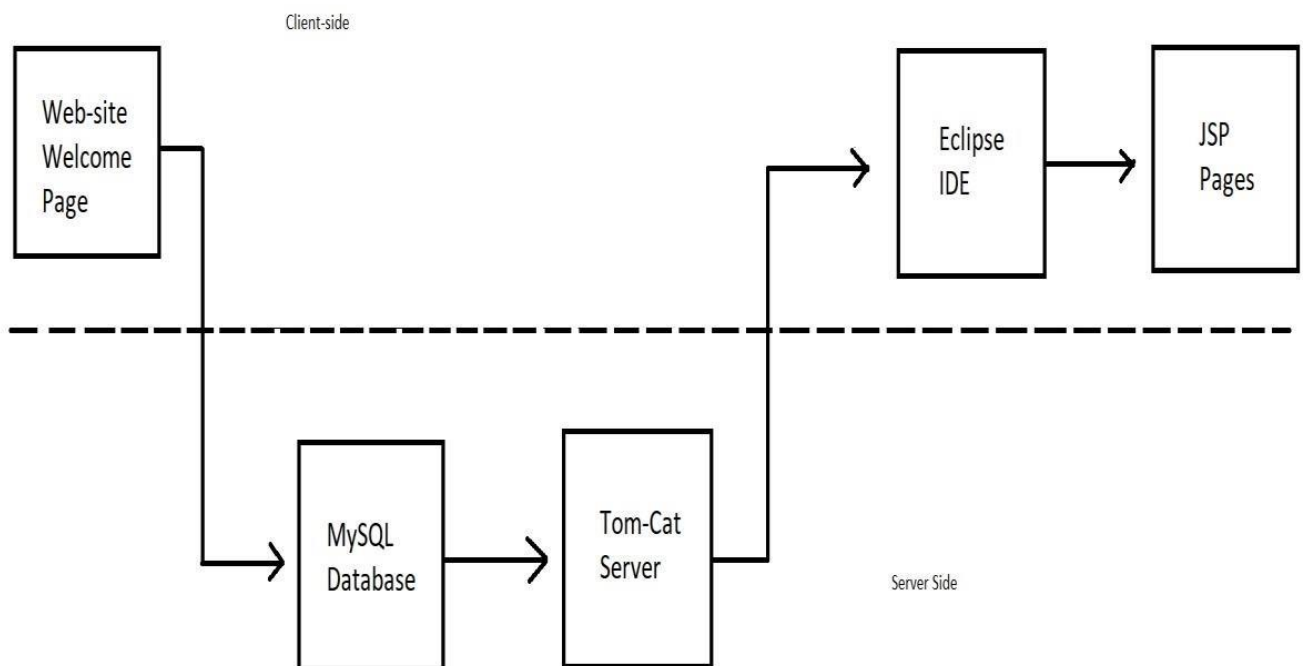 Client-side
Web-site
Welcome
Page
Eclipse
IDE
JSP
Pages
MySQL
Database
Tom-Cat
Server
Server Side